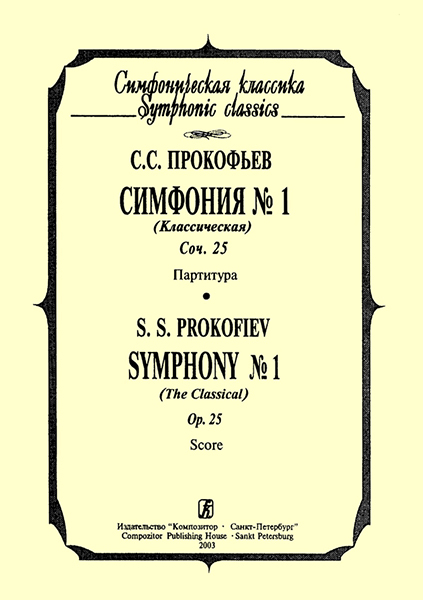 Симфоническая классика
Symphonic classics
С.С. ПРОКОФЬЕВ
СИМФОНИЯ № 1
(Классическая)
Соч. 25
Партитура
•
S. S. PROKOFIEV
SYMPHONY № 1
(The Classical)
Op. 25
Score
Издательство "Композитор · Санкт-Петербург"
Compozitor Publishing House · Sankt Petersburg
2003